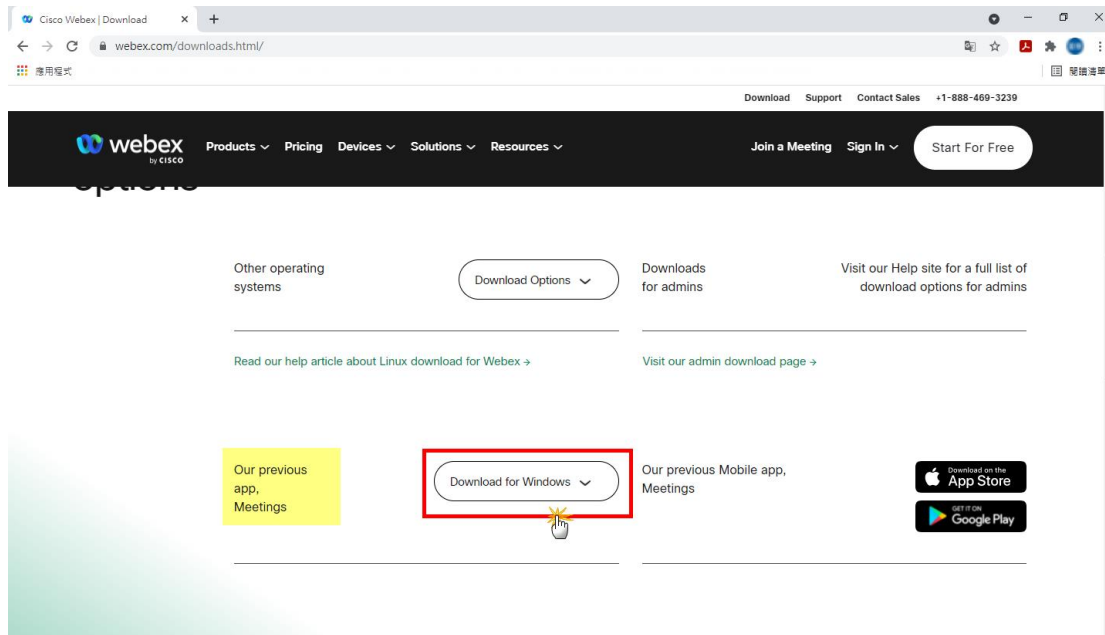 Cisco Webex | Download
webex.com/downloads.html/
應用程式
閱讀清單
Download Support Contact Sales +1-888-469-3239
webex
by CISCO
Products Pricing Devices Solutions Resources
Join a Meeting Sign In Start For Free
options
Other operating
systems
Download Options
Downloads
for admins
Visit our Help site for a full list of
download options for admins
Read our help article about Linux download for Webex →
Visit our admin download page →
Our previous
app,
Meetings
Download for Windows
Our previous Mobile app,
Meetings
Download on the
App Store
GET IT ON
Google Play